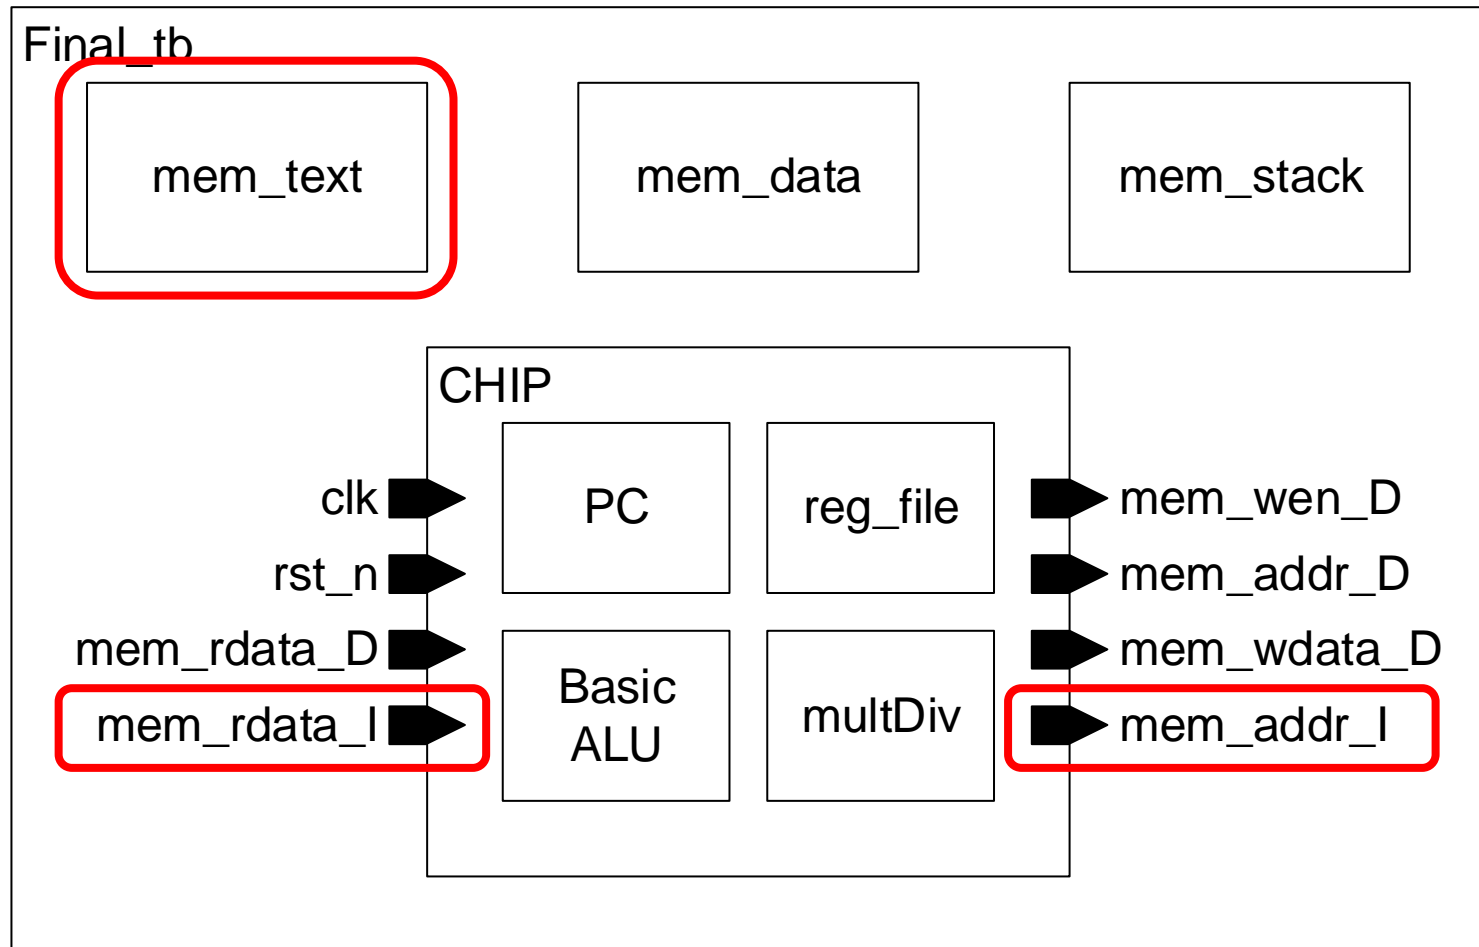 Final_tb
mem_text
mem_data
mem_stack
CHIP
PC
reg_file
clk
rst_n
mem_rdata_D
mem_rdata_I
Basic
ALU
multDiv
mem_wen_D
mem_addr_D
mem_wdata_D
mem_addr_I